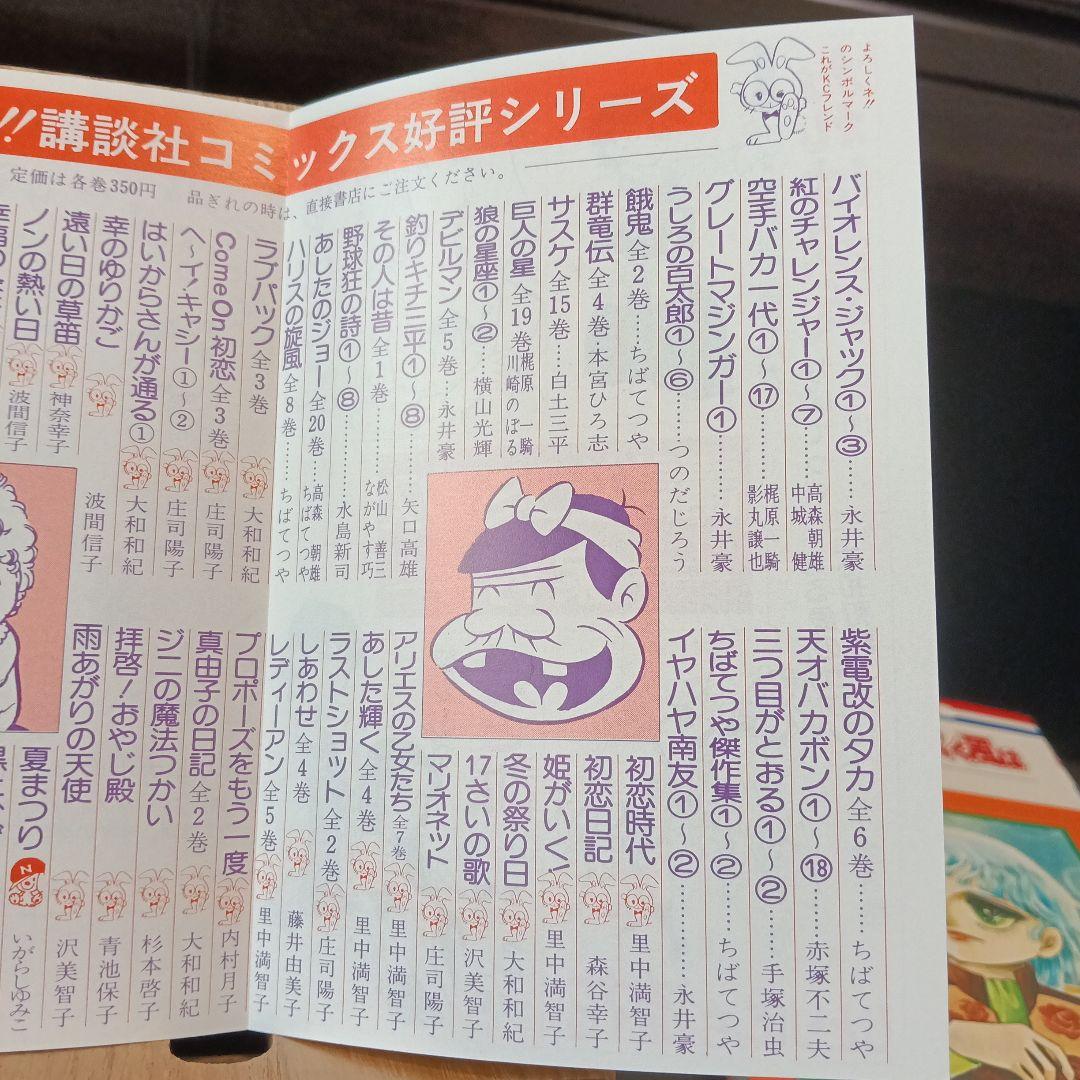 !!講談社コミックス好評シリーズ
よろしくネ!!
のシンボルマーク
これがKCフレンド
定価は各巻350円 品ぎれの時は、直接書店にご注文ください。
バイオレンス・ジャック①〜③……永井豪
紅のチャレンジャー①〜⑦……高森朝雄 中城健
空手バカ一代①〜⑰……梶原一騎 影丸譲也
グレートマジンガー①……永井豪
うしろの百太郎①〜⑥……つのだじろう
餓鬼全2巻……ちばてつや
群竜伝全4巻…本宮ひろ志
サスケ全15巻……白土三平
巨人の星全19巻 梶原一騎 川崎のぼる
狼の星座①〜②……横山光輝
デビルマン全5巻…永井豪
釣りキチ三平①〜⑧……矢口高雄
その人は昔全1巻……松山善三 ながやす巧
野球狂の詩①〜⑧……水島新司
あしたのジョー全20巻……高森朝雄 ちばてつや
ハリスの旋風全8巻……ちばてつや
ラブパック全3巻 大和和紀
Come On初恋全3巻 庄司陽子
ヘ〜イ!キャシー①〜② 庄司陽子
はいからさんが通る① 大和和紀
幸のゆりかご 波間信子
遠い日の草笛 神奈幸子
ノンの熱い日 波間信子
紫電改のタカ全6巻……ちばてつや
天才バカボン①〜⑱……赤塚不二夫
三つ目がとおる①〜②……手塚治虫
ちばてつや傑作集①〜②……ちばてつや
イヤハヤ南友①〜②……永井豪
初恋時代 里中満智子
初恋日記 森谷幸子
姫がいく! 里中満智子
冬の祭り日 大和和紀
17さいの歌 沢美智子
マリオネット 庄司陽子
アリエスの乙女たち全7巻 里中満智子
あした輝く全4巻 里中満智子
ラストショット全2巻 庄司陽子
しあわせ全4巻 藤井由美子
レディーアン全5巻 里中満智子
プロポーズをもう一度 内村月子
真由子の日記全2巻 大和和紀
ジニの魔法つかい 杉本啓子
拝啓!おやじ殿 青池保子
雨あがりの天使 沢美智子
夏まつり N いがらしゆみこ